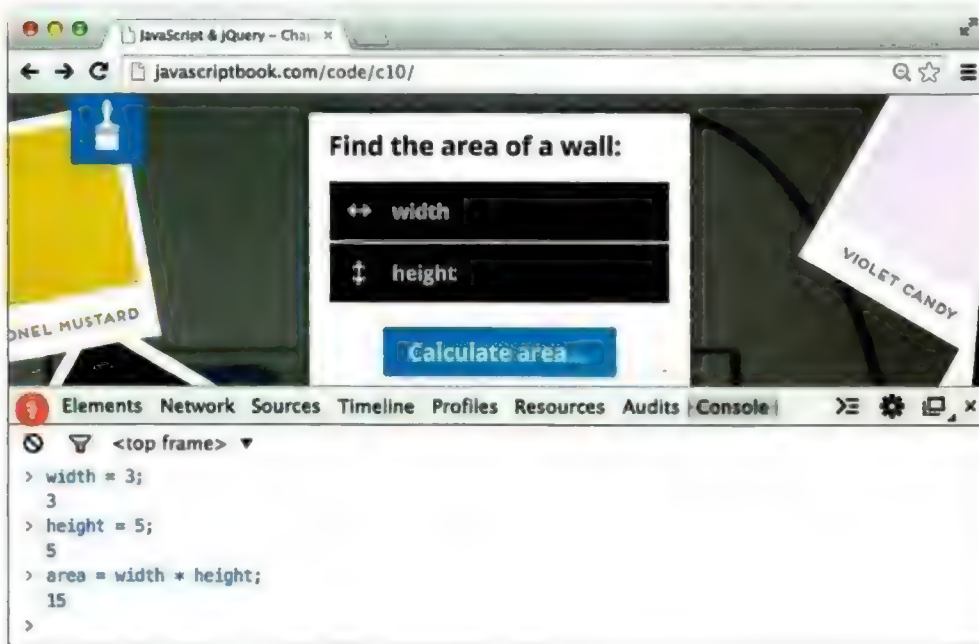 JavaScript & jQuery – Chap
javascriptbook.com/code/c10/
Find the area of a wall:
width
height
Calculate area
ONEL MUSTARD
VIOLET CANDY
Elements Network Sources Timeline Profiles Resources Audits Console
<top frame> ▼
> width = 3;
3
> height = 5;
5
> area = width * height;
15
>